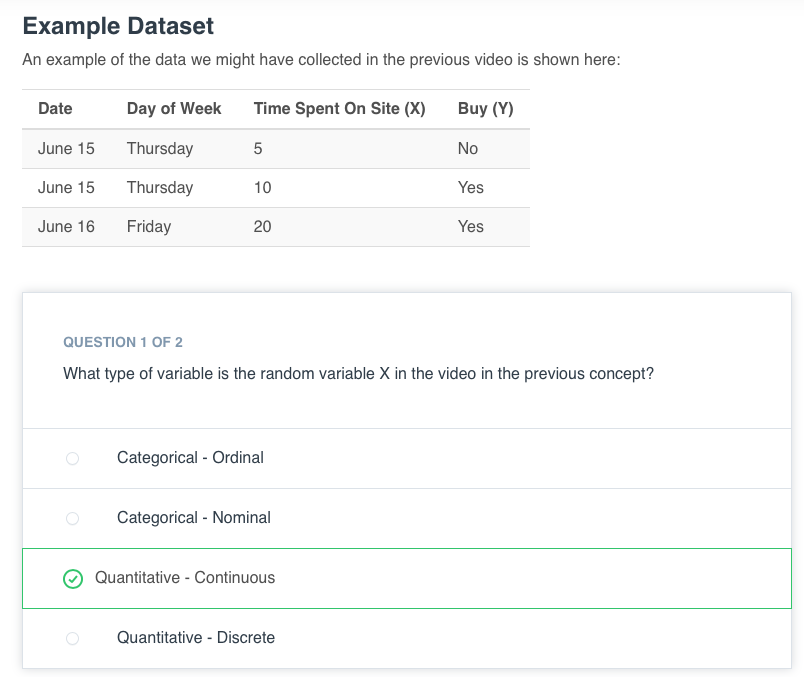 Example Dataset
An example of the data we might have collected in the previous video is shown here:
Date Day of Week Time Spent On Site (X) Buy (Y)
June 15 Thursday 5 No
June 15 Thursday 10 Yes
June 16 Friday 20 Yes
QUESTION 1 OF 2
What type of variable is the random variable X in the video in the previous concept?
Categorical - Ordinal
Categorical - Nominal
Quantitative - Continuous
Quantitative - Discrete